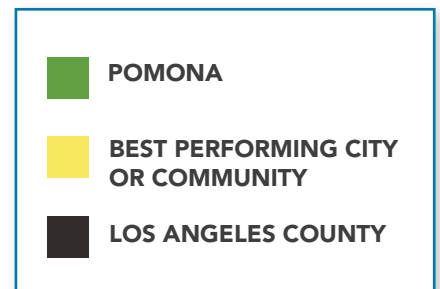 POMONA
BEST PERFORMING CITY
OR COMMUNITY
LOS ANGELES COUNTY